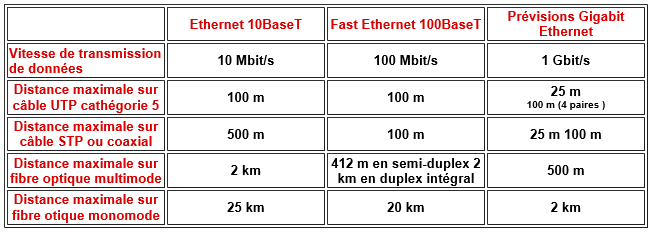 Ethernet 10BaseT
Fast Ethernet 100BaseT
Prévisions Gigabit
Ethernet
Vitesse de transmission
de données
10 Mbit/s
100 Mbit/s
1 Gbit/s
Distance maximale sur
câble UTP cathégorie 5
100 m
100 m
25 m
100 m (4 paires )
Distance maximale sur
câble STP ou coaxial
500 m
100 m
25 m 100 m
Distance maximale sur
fibre optique multimode
2 km
412 m en semi-duplex 2
km en duplex intégral
500 m
Distance maximale sur
fibre otique monomode
25 km
20 km
2 km